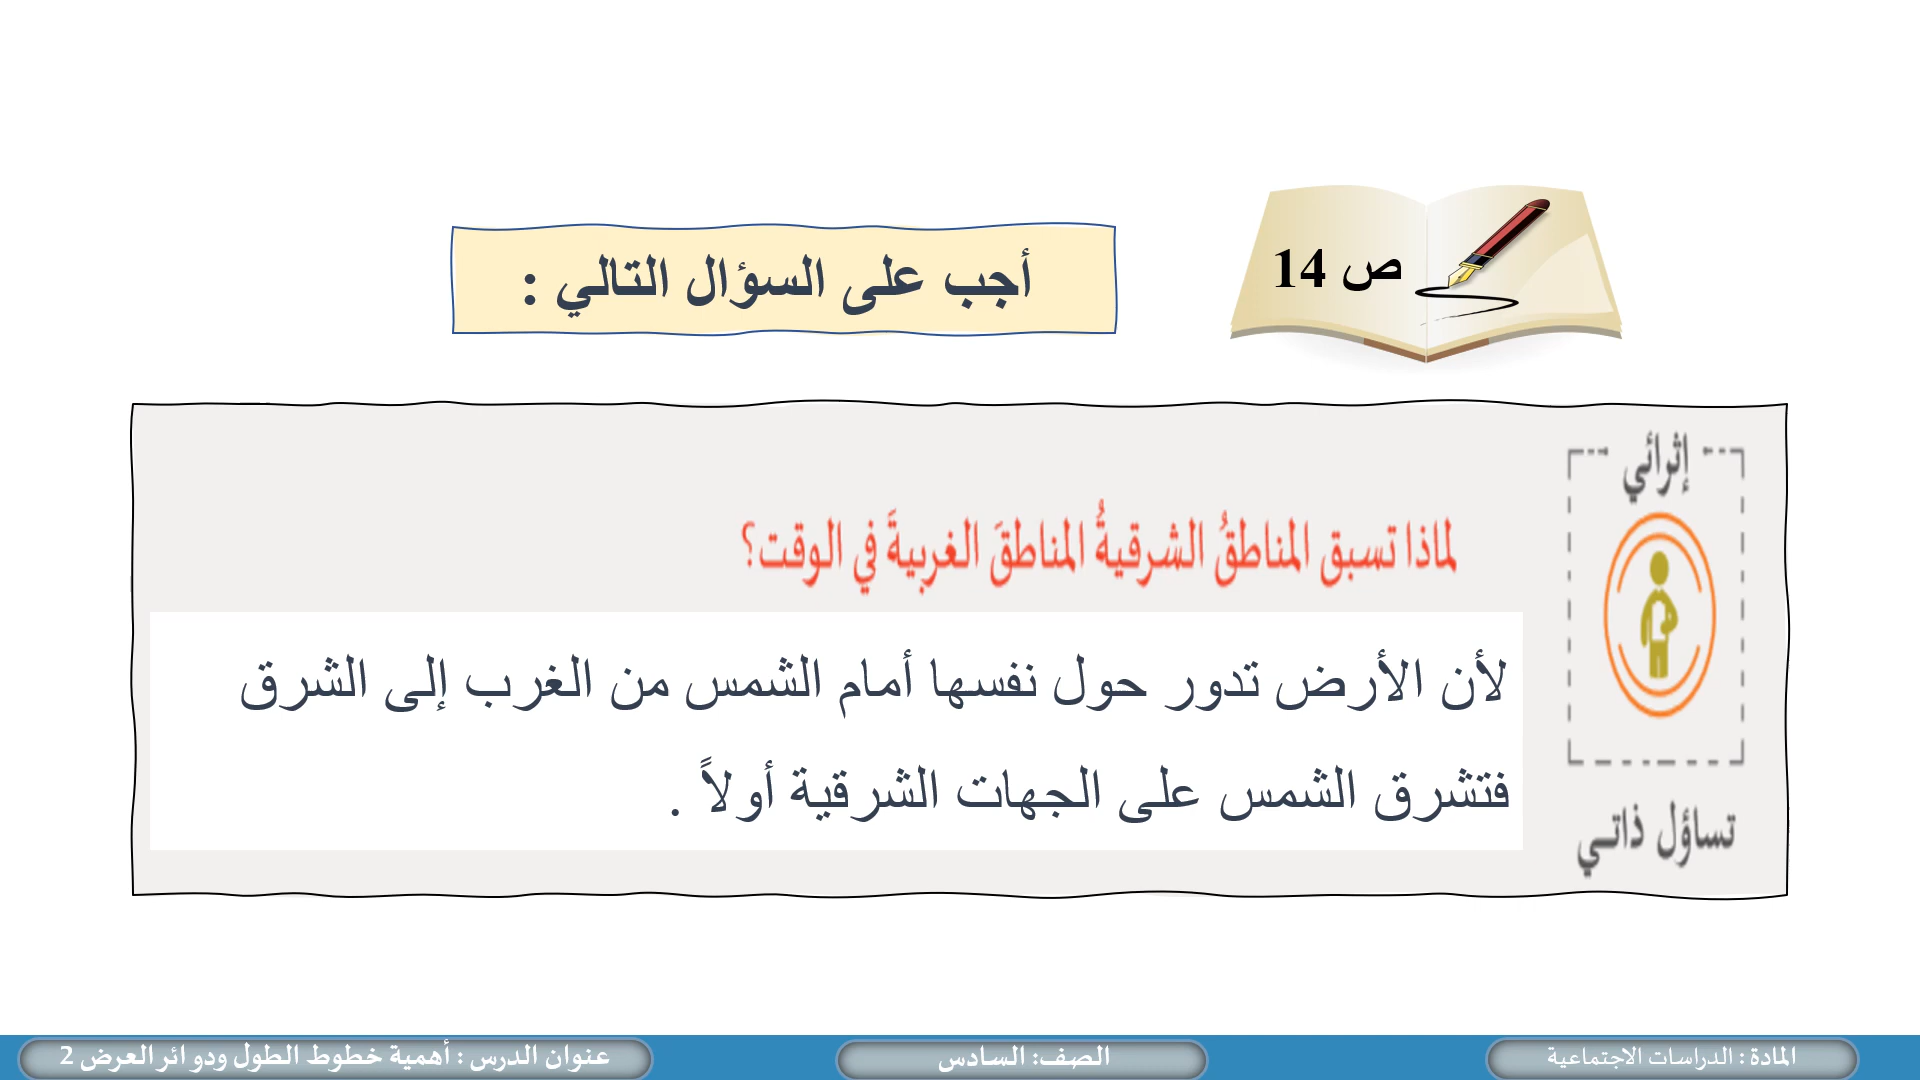 ص 14
أجب على السؤال التالي :
إثرائي
لماذا تسبق المناطقُ الشرقيةُ المناطقَ الغربيةَ في الوقت؟
لأن الأرض تدور حول نفسها أمام الشمس من الغرب إلى الشرق
فتشرق الشمس على الجهات الشرقية أولاً .
تساؤل ذاتي
المادة : الدراسات الاجتماعية
الصف: السادس
عنوان الدرس : أهمية خطوط الطول ودوائر العرض 2